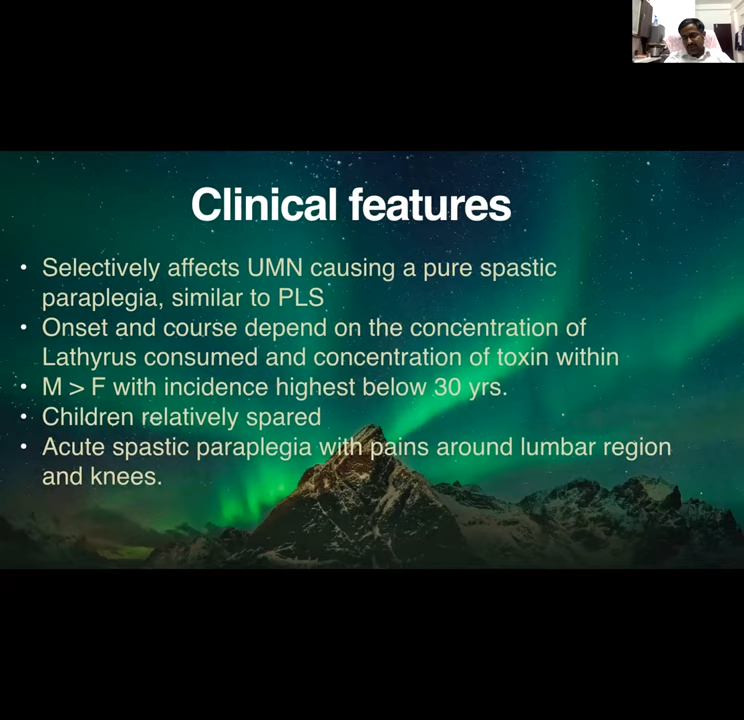 Clinical features
• Selectively affects UMN causing a pure spastic
paraplegia, similar to PLS
• Onset and course depend on the concentration of
Lathyrus consumed and concentration of toxin within
• M > F with incidence highest below 30 yrs.
• Children relatively spared
• Acute spastic paraplegia with pains around lumbar region
and knees.